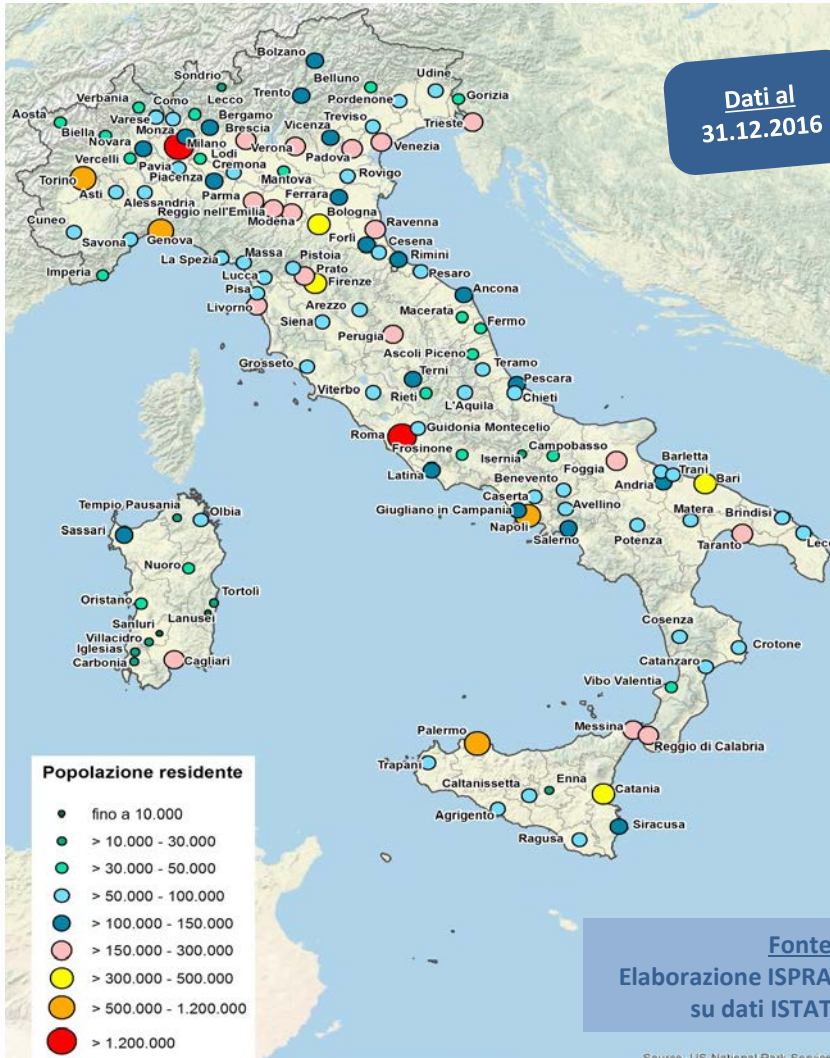 Dati al
31.12.2016
Bolzano
Sondrio
Belluno
Udine
Verbania
Como
Lecco
Trento
Pordenone
Gorizia
Aosta
Varese
Bergamo
Vicenza
Treviso
Trieste
Biella
Monza
Brescia
Novara
Milano
Verona
Venezia
Vercelli
Lodi
Padova
Pavia
Cremona
Torino
Piacenza
Mantova
Rovigo
Asti
Parma
Ferrara
Alessandria
Reggio nell'Emilia
Bologna
Cuneo
Modena
Ravenna
Savona
Genova
Forlì
Cesena
La Spezia
Massa
Pistoia
Rimini
Imperia
Lucca
Prato
Pesaro
Pisa
Firenze
Livorno
Arezzo
Ancona
Siena
Macerata
Fermo
Perugia
Ascoli Piceno
Grosseto
Terni
Teramo
Pescara
Viterbo
Rieti
L'Aquila
Chieti
Roma
Guidonia Montecelio
Frosinone
Campobasso
Isernia
Barletta
Latina
Benevento
Foggia
Trani
Bari
Tempio Pausania
Caserta
Andria
Olbia
Giugliano in Campania
Avellino
Matera
Brindisi
Sassari
Napoli
Salerno
Potenza
Taranto
Lecc
Nuoro
Oristano
Tortolì
Lanusei
Sanluri
Villacidro
Iglesias
Carbonia
Cagliari
Cosenza
Crotone
Catanzaro
Vibo Valentia
Palermo
Messina
Reggio di Calabria
Trapani
Caltanissetta
Enna
Catania
Agrigento
Siracusa
Ragusa
Popolazione residente
fino a 10.000
> 10.000 - 30.000
> 30.000 - 50.000
> 50.000 - 100.000
> 100.000 - 150.000
> 150.000 - 300.000
> 300.000 - 500.000
> 500.000 - 1.200.000
> 1.200.000
Fonte
Elaborazione ISPRA
su dati ISTAT
Source: US National Park Service